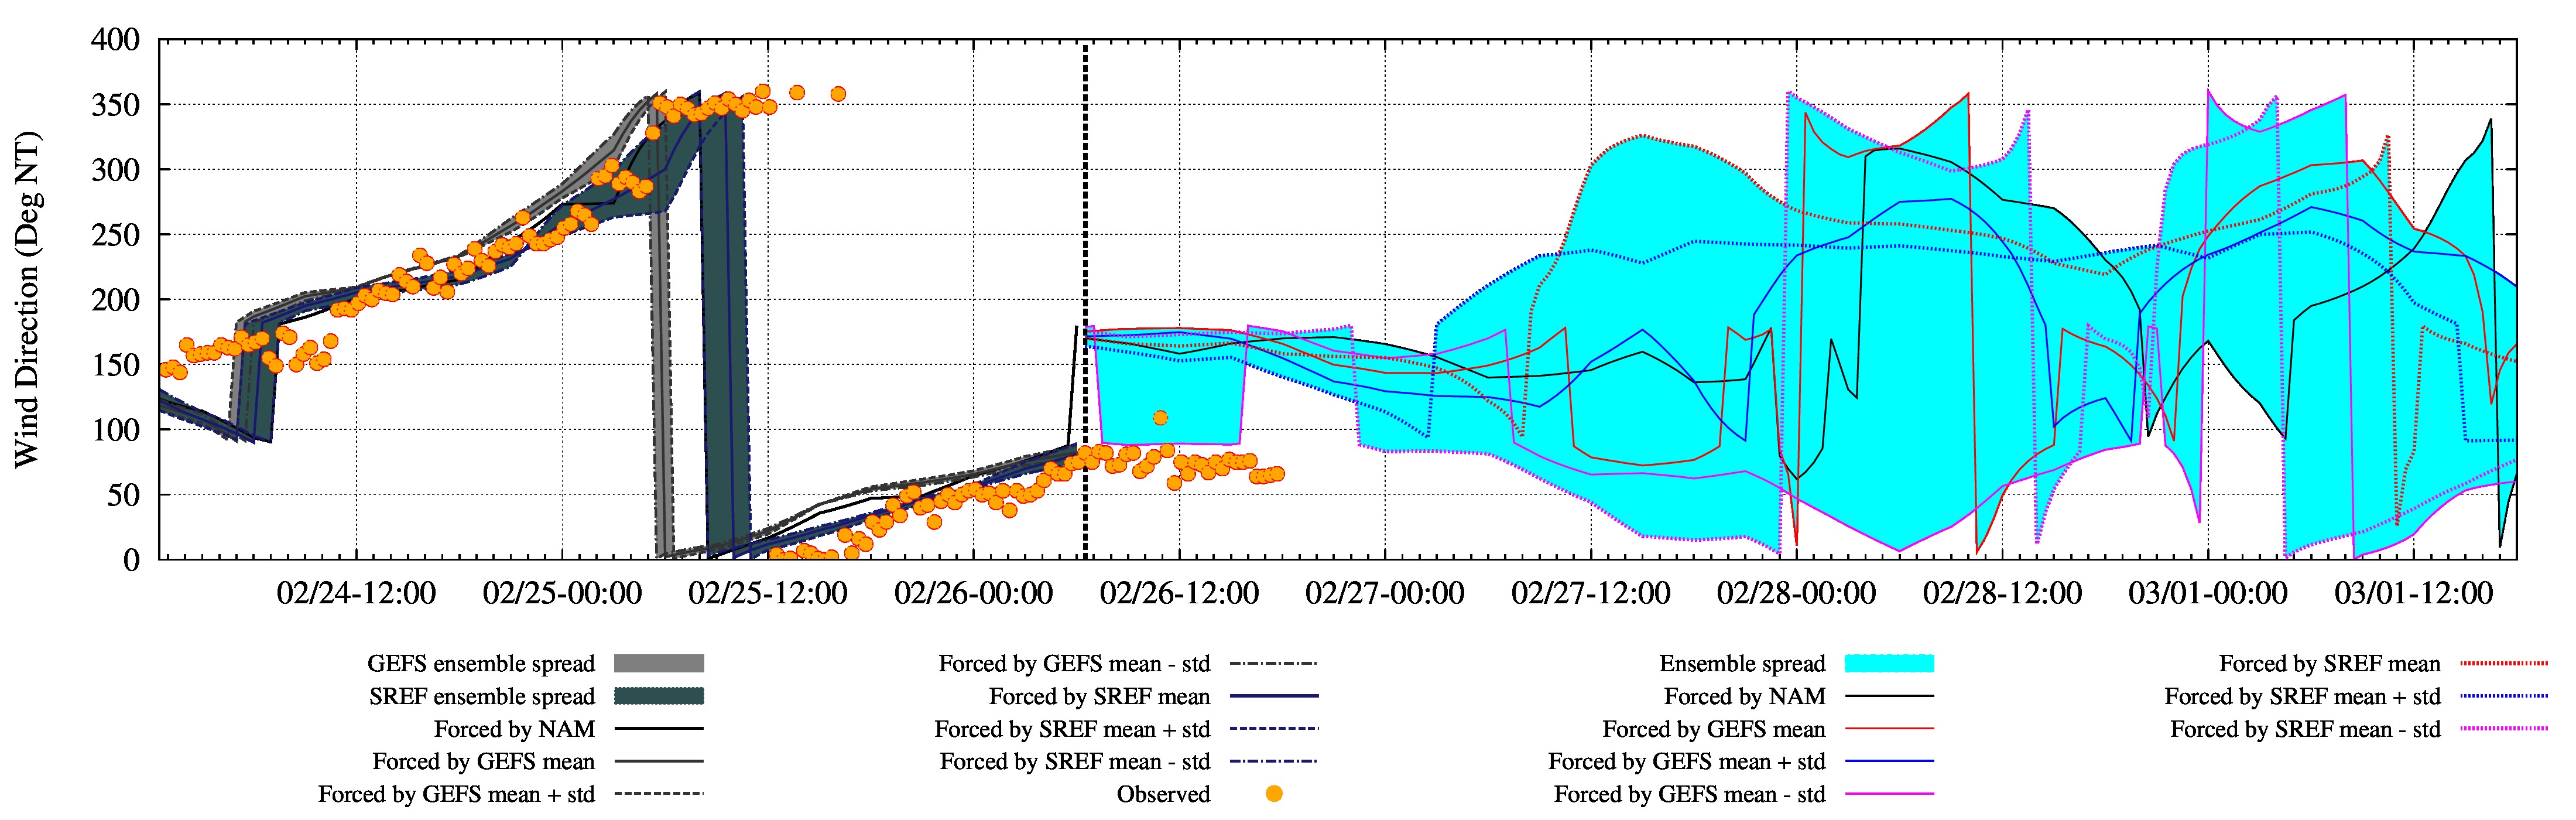 Wind Direction (Deg NT)
400
350
300
250
200
150
100
50
0
02/24-12:00 02/25-00:00 02/25-12:00 02/26-00:00 02/26-12:00 02/27-00:00 02/27-12:00 02/28-00:00 02/28-12:00 03/01-00:00 03/01-12:00
GEFS ensemble spread
SREF ensemble spread
Forced by NAM
Forced by GEFS mean
Forced by GEFS mean + std
Forced by GEFS mean - std
Forced by SREF mean
Forced by SREF mean + std
Forced by SREF mean - std
Observed
Ensemble spread
Forced by NAM
Forced by GEFS mean
Forced by GEFS mean + std
Forced by GEFS mean - std
Forced by SREF mean
Forced by SREF mean + std
Forced by SREF mean - std